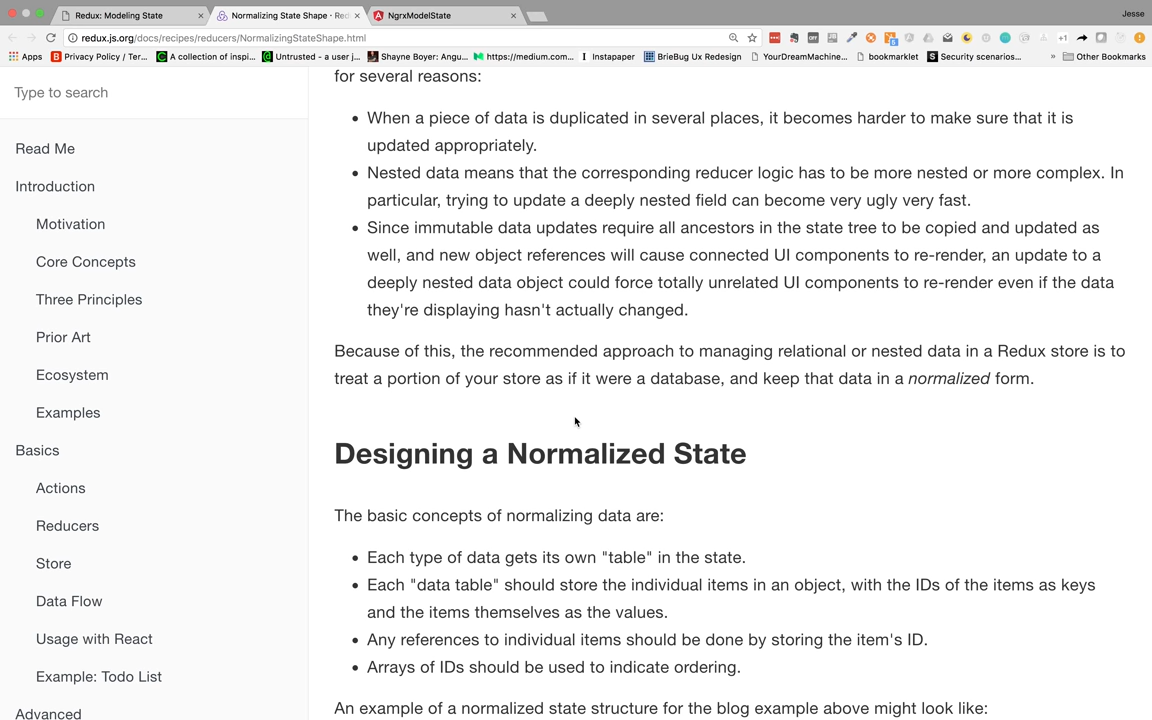 Redux: Modeling State
Normalizing State Shape · Red
NgrxModelState
Jesse
redux.js.org/docs/recipes/reducers/NormalizingStateShape.html
Apps
Privacy Policy / Ter...
A collection of inspi...
Untrusted - a user j...
Shayne Boyer: Angu...
https://medium.com...
Instapaper
BrieBug Ux Redesign
YourDreamMachine...
bookmarklet
Security scenarios...
»
Other Bookmarks
Type to search
Read Me
Introduction
Motivation
Core Concepts
Three Principles
Prior Art
Ecosystem
Examples
Basics
Actions
Reducers
Store
Data Flow
Usage with React
Example: Todo List
Advanced
for several reasons:
• When a piece of data is duplicated in several places, it becomes harder to make sure that it is
updated appropriately.
• Nested data means that the corresponding reducer logic has to be more nested or more complex. In
particular, trying to update a deeply nested field can become very ugly very fast.
• Since immutable data updates require all ancestors in the state tree to be copied and updated as
well, and new object references will cause connected UI components to re-render, an update to a
deeply nested data object could force totally unrelated UI components to re-render even if the data
they're displaying hasn't actually changed.
Because of this, the recommended approach to managing relational or nested data in a Redux store is to
treat a portion of your store as if it were a database, and keep that data in a normalized form.
Designing a Normalized State
The basic concepts of normalizing data are:
• Each type of data gets its own "table" in the state.
• Each "data table" should store the individual items in an object, with the IDs of the items as keys
and the items themselves as the values.
• Any references to individual items should be done by storing the item's ID.
• Arrays of IDs should be used to indicate ordering.
An example of a normalized state structure for the blog example above might look like: